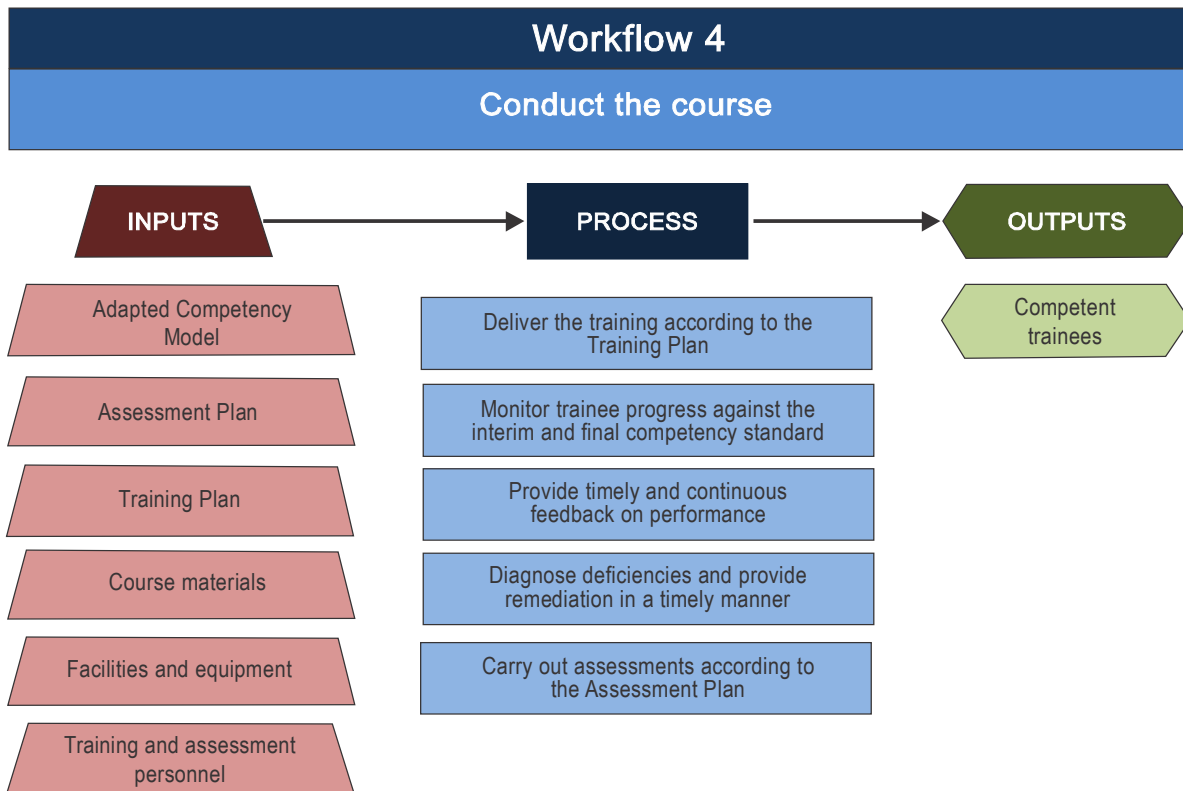 Workflow 4
Conduct the course
INPUTS
PROCESS
OUTPUTS
Adapted Competency
Model
Assessment Plan
Training Plan
Course materials
Facilities and equipment
Training and assessment
personnel
Deliver the training according to the
Training Plan
Monitor trainee progress against the
interim and final competency standard
Provide timely and continuous
feedback on performance
Diagnose deficiencies and provide
remediation in a timely manner
Carry out assessments according to
the Assessment Plan
Competent
trainees